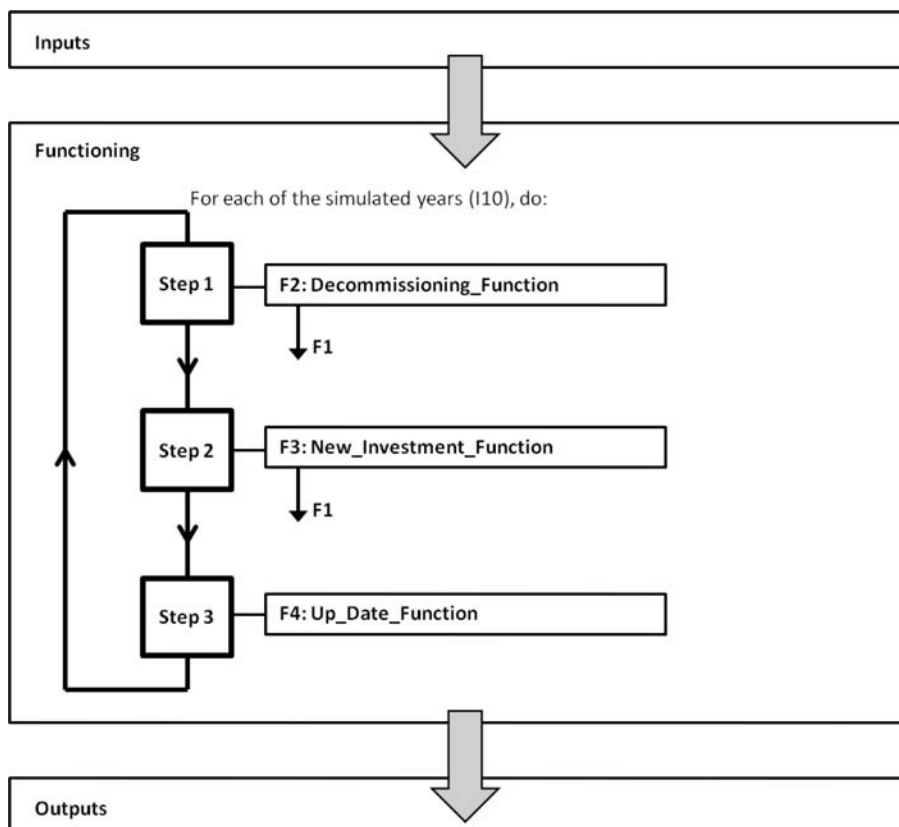 Inputs
Functioning
For each of the simulated years (I10), do:
Step 1
F2: Decommissioning_Function
F1
Step 2
F3: New_Investment_Function
F1
Step 3
F4: Up_Date_Function
Outputs